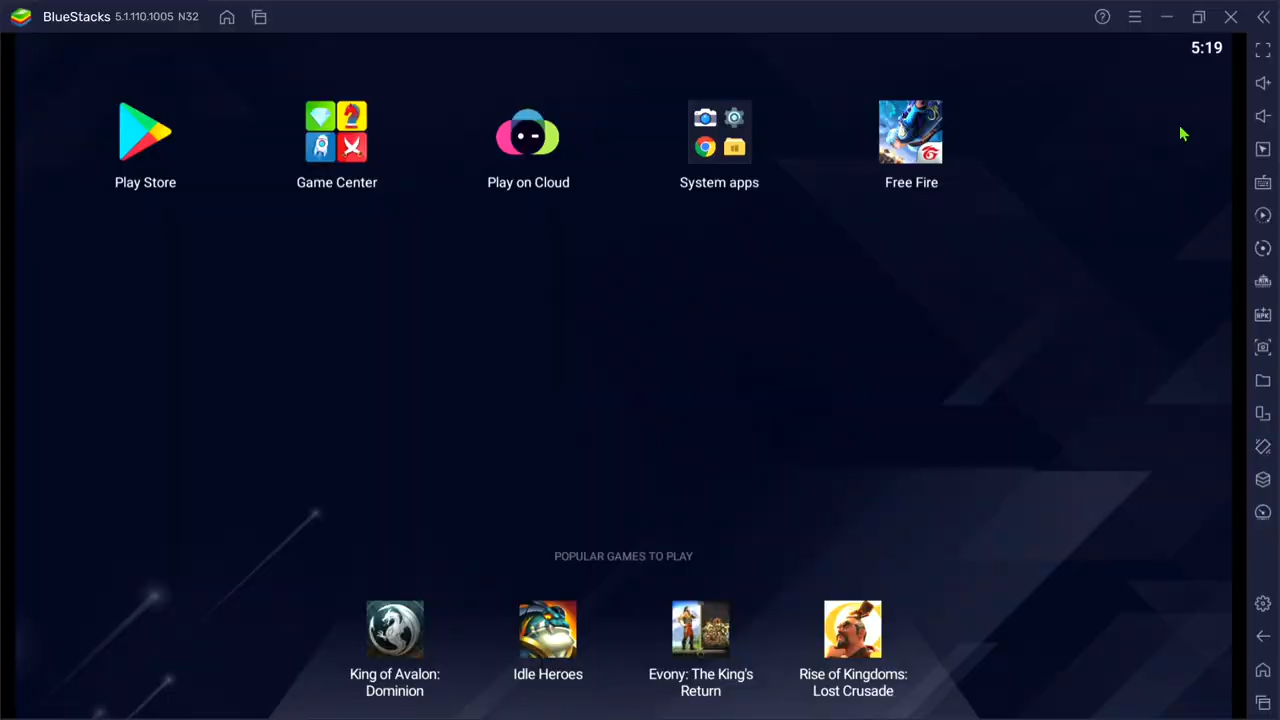 BlueStacks 5.1.110.1005 N32
5:19
Play Store
Game Center
Play on Cloud
System apps
Free Fire
POPULAR GAMES TO PLAY
King of Avalon:
Dominion
Idle Heroes
Evony: The King's
Return
Rise of Kingdoms:
Lost Crusade